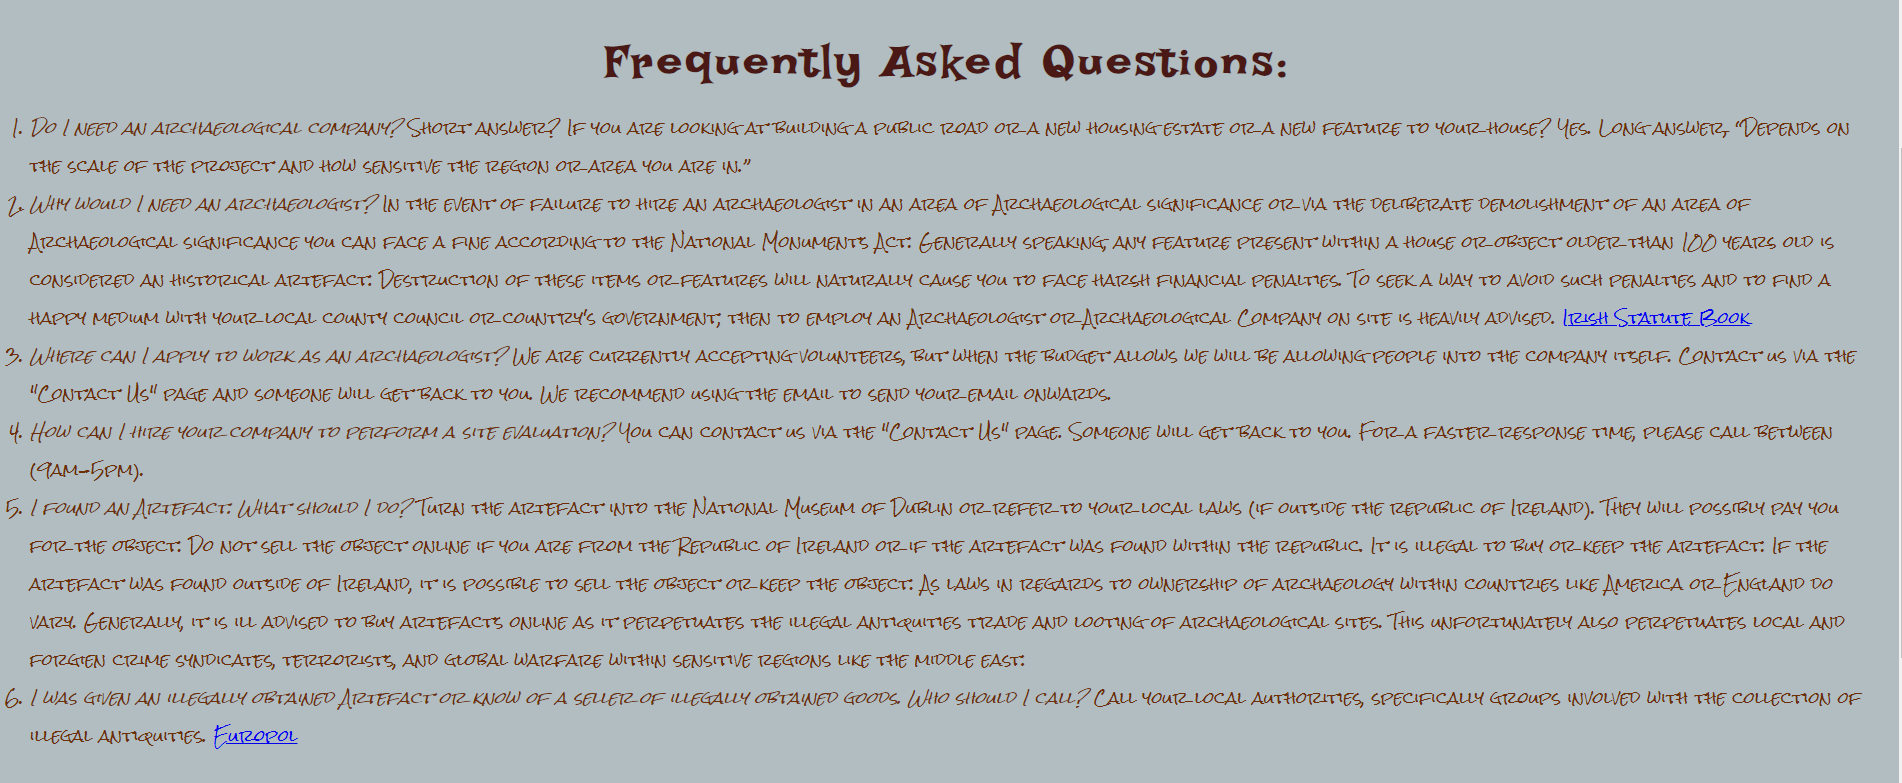 Frequently Asked Questions:
1. Do I need an archaeological company? Short answer? If you are looking at building a public road or a new housing estate or a new feature to your house? Yes. Long answer, "Depends on
the scale of the project and how sensitive the region or area you are in."
2. Why would I need an archaeologist? In the event of failure to hire an archaeologist in an area of Archaeological significance or via the deliberate demolishment of an area of
Archaeological significance you can face a fine according to the National Monuments Act. Generally speaking, any feature present within a house or object older than 100 years old is
considered an historical artefact. Destruction of these items or features will naturally cause you to face harsh financial penalties. To seek a way to avoid such penalties and to find a
happy medium with your local county council or country's government; then to employ an Archaeologist or Archaeological Company on site is heavily advised. Irish Statute Book
3. Where can I apply to work as an archaeologist? We are currently accepting volunteers, but when the budget allows we will be allowing people into the company itself. Contact us via the
"Contact Us" page and someone will get back to you. We recommend using the email to send your email onwards.
4. How can I hire your company to perform a site evaluation? You can contact us via the "Contact Us" page. Someone will get back to you. For a faster response time, please call between
(9am-5pm).
5. I found an Artefact. What should I do? Turn the artefact into the National Museum of Dublin or refer to your local laws (if outside the republic of Ireland). They will possibly pay you
for the object. Do not sell the object online if you are from the Republic of Ireland or if the artefact was found within the republic. It is illegal to buy or keep the artefact. If the
artefact was found outside of Ireland, it is possible to sell the object or keep the object. As laws in regards to ownership of archaeology within countries like America or England do
vary. Generally, it is ill advised to buy artefacts online as it perpetuates the illegal antiquities trade and looting of archaeological sites. This unfortunately also perpetuates local and
forgien crime syndicates, terrorists, and global warfare within sensitive regions like the middle east.
6. I was given an illegally obtained Artefact or know of a seller of illegally obtained goods. Who should I call? Call your local authorities, specifically groups involved with the collection of
illegal antiquities. Europol